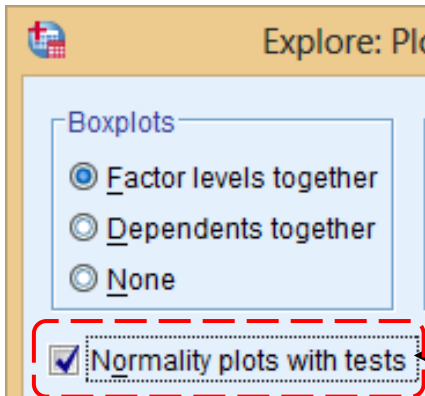 Explore: Plo
Boxplots
Factor levels together
Dependents together
None
Normality plots with tests